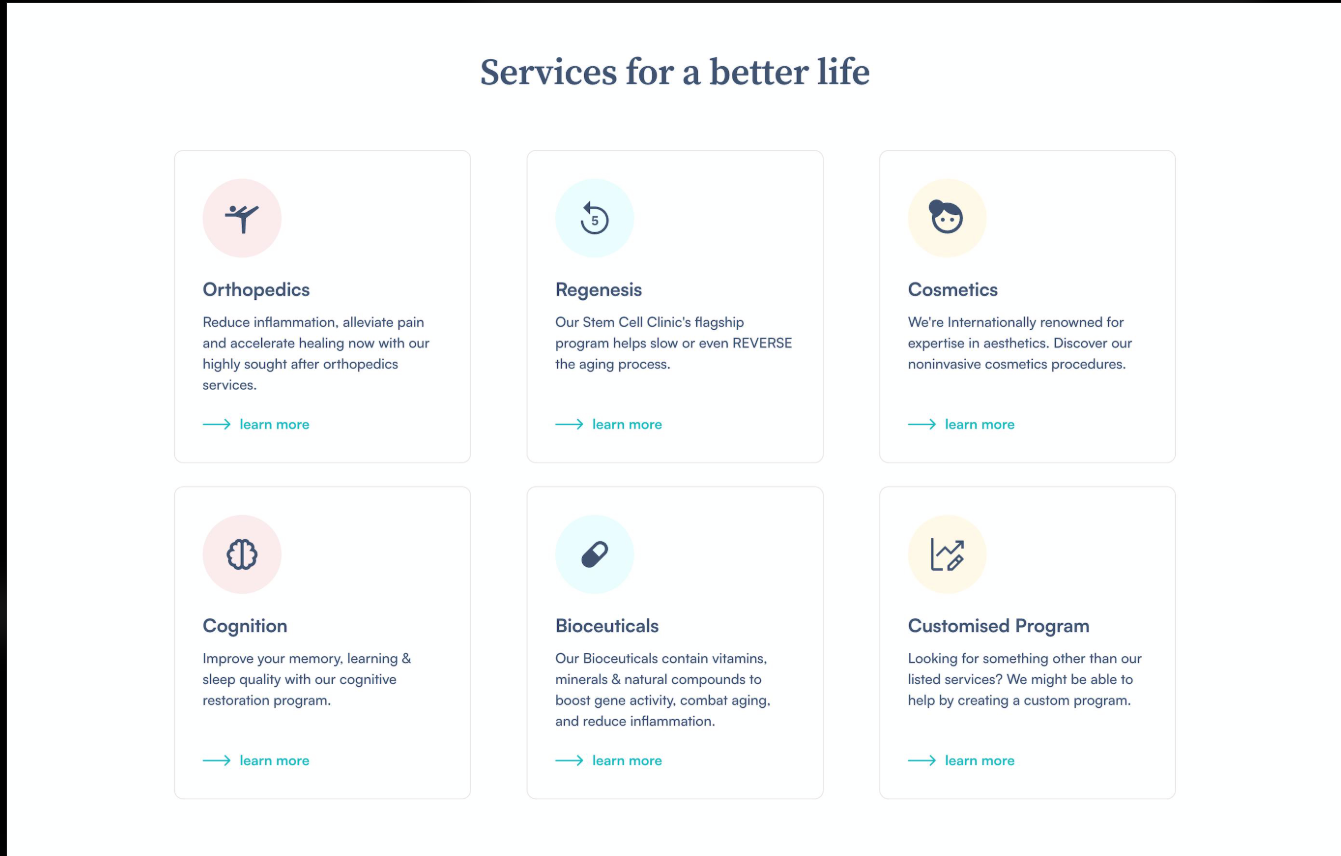 Services for a better life
Orthopedics
Reduce inflammation, alleviate pain
and accelerate healing now with our
highly sought after orthopedics
services.
learn more
5
Regenesis
Our Stem Cell Clinic's flagship
program helps slow or even REVERSE
the aging process.
learn more
Cosmetics
We're Internationally renowned for
expertise in aesthetics. Discover our
noninvasive cosmetics procedures.
learn more
Cognition
Improve your memory, learning &
sleep quality with our cognitive
restoration program.
learn more
Bioceuticals
Our Bioceuticals contain vitamins,
minerals & natural compounds to
boost gene activity, combat aging,
and reduce inflammation.
learn more
Customised Program
Looking for something other than our
listed services? We might be able to
help by creating a custom program.
learn more